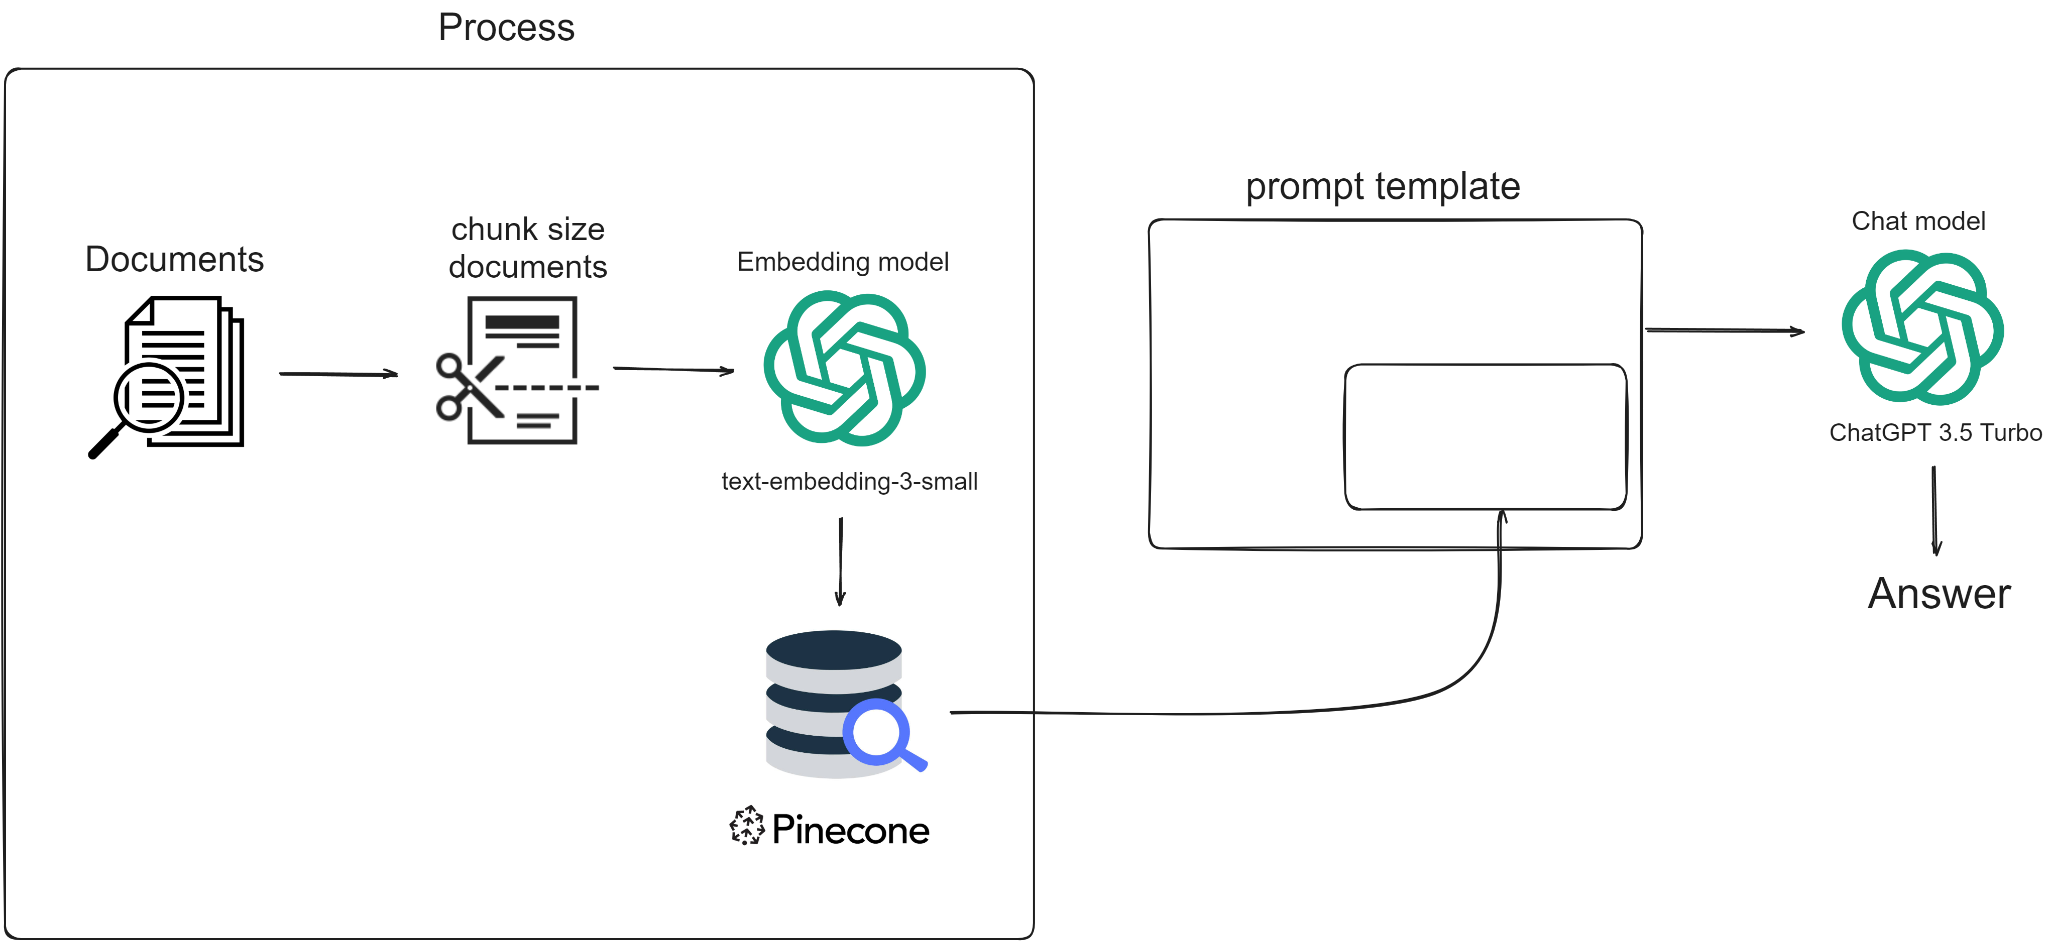 Process
Documents
chunk size
documents
Embedding model
text-embedding-3-small
Pinecone
prompt template
Chat model
ChatGPT 3.5 Turbo
Answer